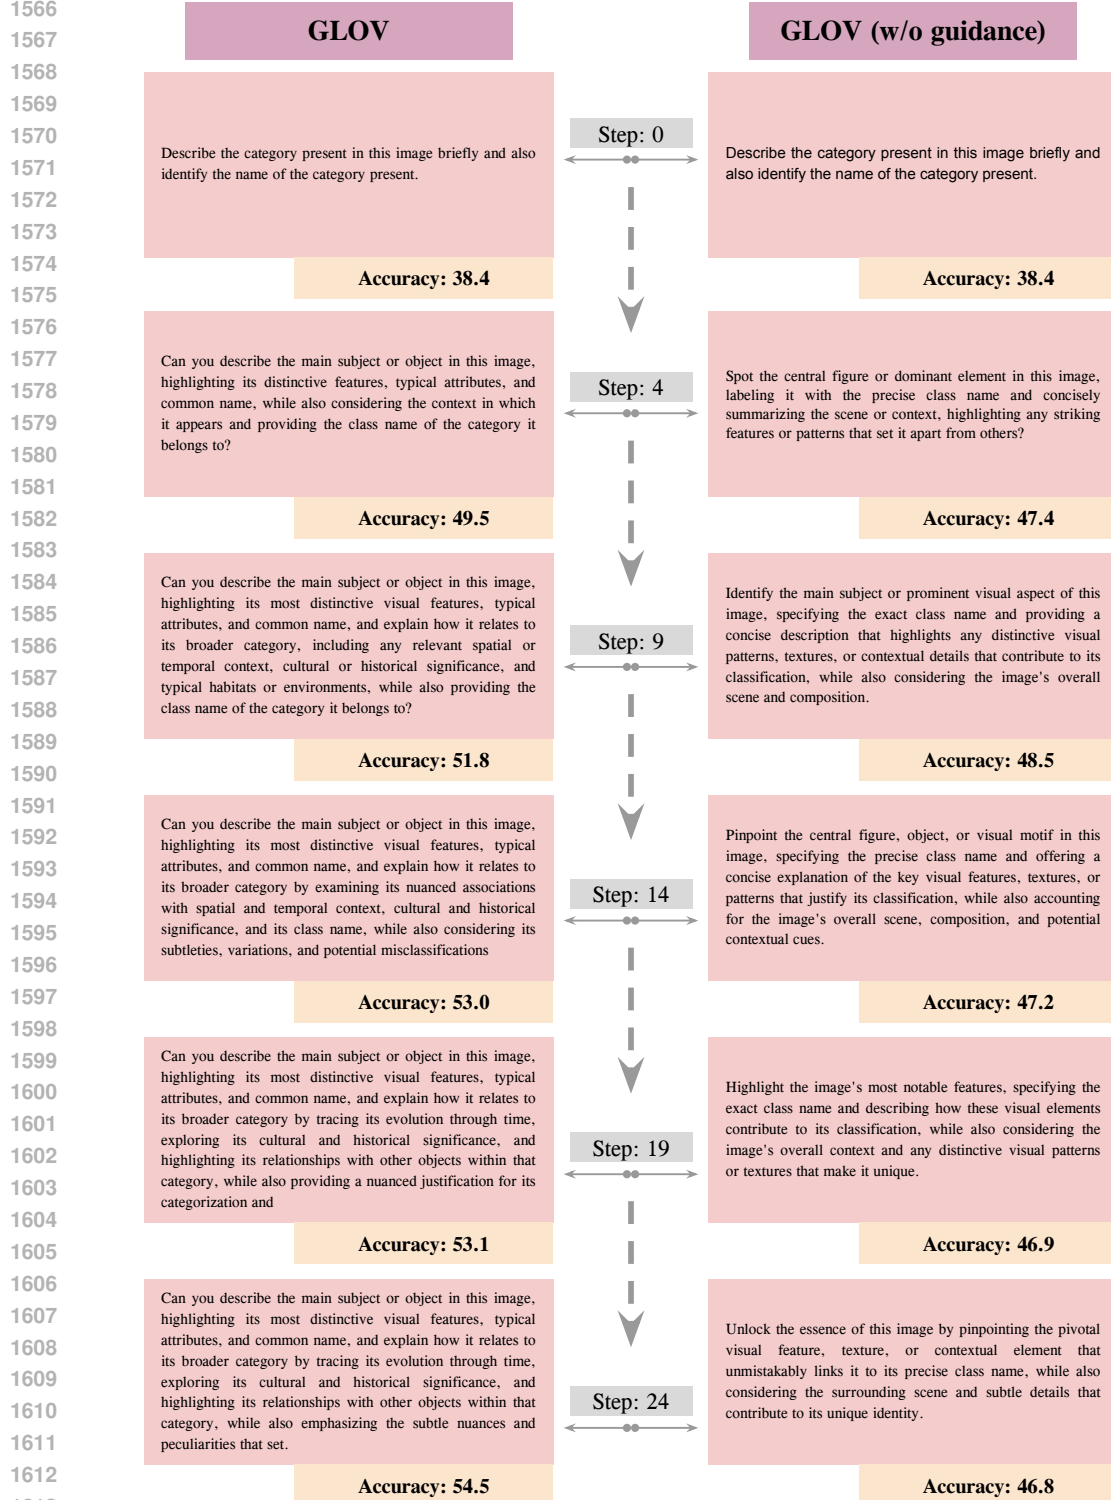 1566
1567
1568
1569
1570
1571
1572
1573
1574
1575
1576
1577
1578
1579
1580
1581
1582
1583
1584
1585
1586
1587
1588
1589
1590
1591
1592
1593
1594
1595
1596
1597
1598
1599
1600
1601
1602
1603
1604
1605
1606
1607
1608
1609
1610
1611
1612
GLOV
GLOV (w/o guidance)
Describe the category present in this image briefly and also
identify the name of the category present.
Accuracy: 38.4
Step: 0
Describe the category present in this image briefly and
also identify the name of the category present.
Accuracy: 38.4
Can you describe the main subject or object in this image,
highlighting its distinctive features, typical attributes, and
common name, while also considering the context in which
it appears and providing the class name of the category it
belongs to?
Accuracy: 49.5
Step: 4
Spot the central figure or dominant element in this image,
labeling it with the precise class name and concisely
summarizing the scene or context, highlighting any striking
features or patterns that set it apart from others?
Accuracy: 47.4
Can you describe the main subject or object in this image,
highlighting its most distinctive visual features, typical
attributes, and common name, and explain how it relates to
its broader category, including any relevant spatial or
temporal context, cultural or historical significance, and
typical habitats or environments, while also providing the
class name of the category it belongs to?
Accuracy: 51.8
Step: 9
Identify the main subject or prominent visual aspect of this
image, specifying the exact class name and providing a
concise description that highlights any distinctive visual
patterns, textures, or contextual details that contribute to its
classification, while also considering the image's overall
scene and composition.
Accuracy: 48.5
Can you describe the main subject or object in this image,
highlighting its most distinctive visual features, typical
attributes, and common name, and explain how it relates to
its broader category by examining its nuanced associations
with spatial and temporal context, cultural and historical
significance, and its class name, while also considering its
subtleties, variations, and potential misclassifications
Accuracy: 53.0
Step: 14
Pinpoint the central figure, object, or visual motif in this
image, specifying the precise class name and offering a
concise explanation of the key visual features, textures, or
patterns that justify its classification, while also accounting
for the image's overall scene, composition, and potential
contextual cues.
Accuracy: 47.2
Can you describe the main subject or object in this image,
highlighting its most distinctive visual features, typical
attributes, and common name, and explain how it relates to
its broader category by tracing its evolution through time,
exploring its cultural and historical significance, and
highlighting its relationships with other objects within that
category, while also providing a nuanced justification for its
categorization and
Accuracy: 53.1
Step: 19
Highlight the image's most notable features, specifying the
exact class name and describing how these visual elements
contribute to its classification, while also considering the
image's overall context and any distinctive visual patterns
or textures that make it unique.
Accuracy: 46.9
Can you describe the main subject or object in this image,
highlighting its most distinctive visual features, typical
attributes, and common name, and explain how it relates to
its broader category by tracing its evolution through time,
exploring its cultural and historical significance, and
highlighting its relationships with other objects within that
category, while also emphasizing the subtle nuances and
peculiarities that set.
Accuracy: 54.5
Step: 24
Unlock the essence of this image by pinpointing the pivotal
visual feature, texture, or contextual element that
unmistakably links it to its precise class name, while also
considering the surrounding scene and subtle details that
contribute to its unique identity.
Accuracy: 46.8